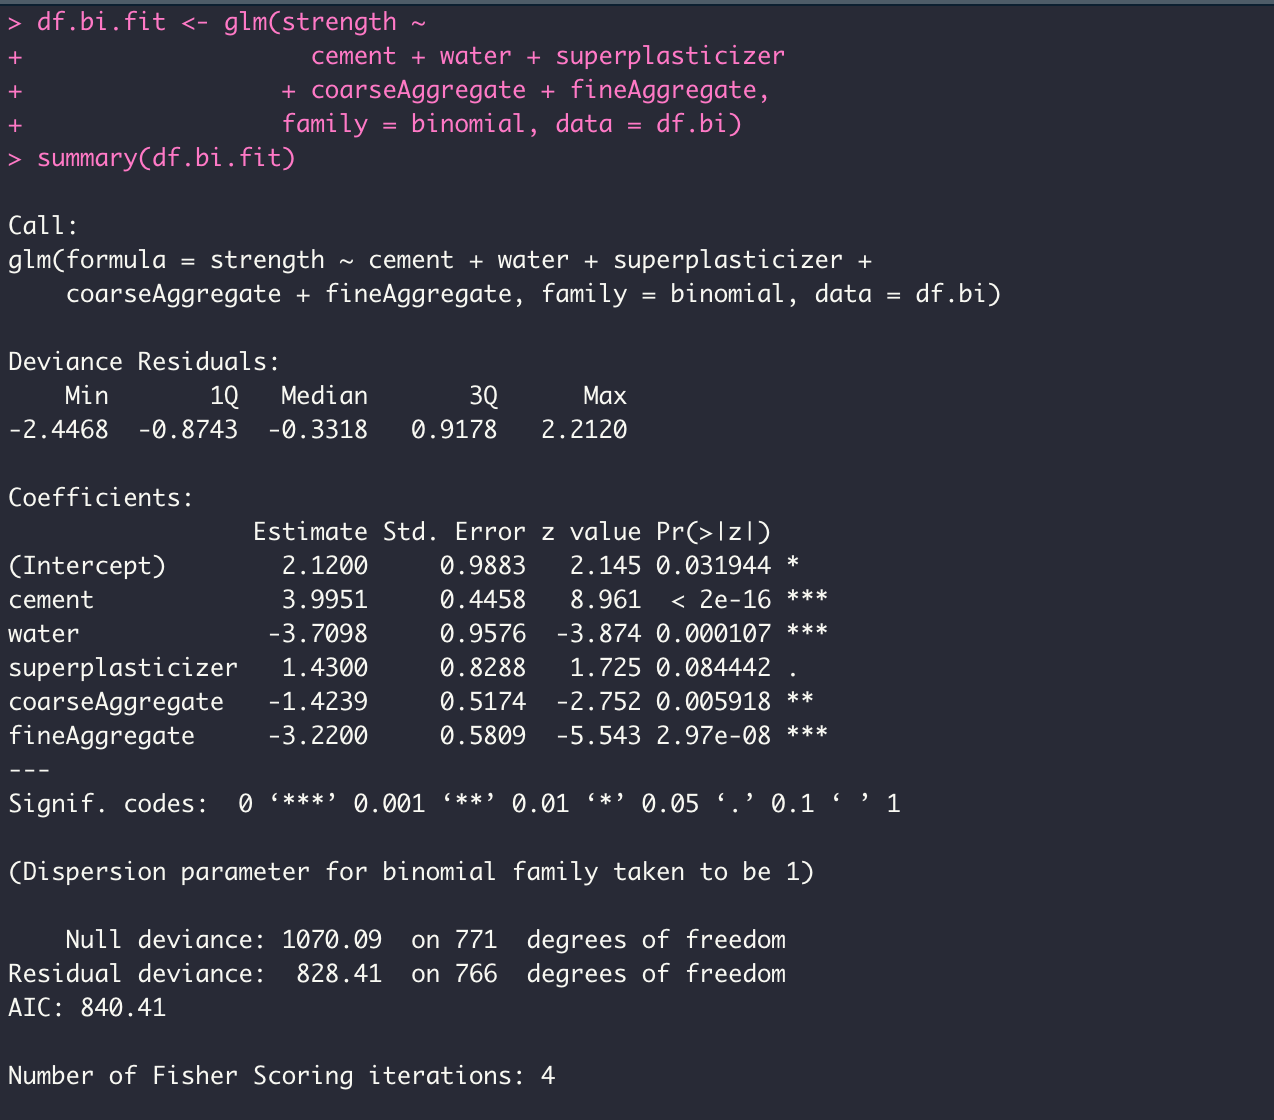 > df.bi.fit <- glm(strength ~
+                    cement + water + superplasticizer
+                  + coarseAggregate + fineAggregate,
+                  family = binomial, data = df.bi)
> summary(df.bi.fit)

Call:
glm(formula = strength ~ cement + water + superplasticizer +
    coarseAggregate + fineAggregate, family = binomial, data = df.bi)

Deviance Residuals:
    Min       1Q   Median       3Q      Max
-2.4468  -0.8743  -0.3318   0.9178   2.2120

Coefficients:
                 Estimate Std. Error z value Pr(>|z|)
(Intercept)        2.1200     0.9883   2.145 0.031944 *
cement             3.9951     0.4458   8.961  < 2e-16 ***
water             -3.7098     0.9576  -3.874 0.000107 ***
superplasticizer   1.4300     0.8288   1.725 0.084442 .
coarseAggregate   -1.4239     0.5174  -2.752 0.005918 **
fineAggregate     -3.2200     0.5809  -5.543 2.97e-08 ***
---
Signif. codes:  0 ‘***’ 0.001 ‘**’ 0.01 ‘*’ 0.05 ‘.’ 0.1 ‘ ’ 1

(Dispersion parameter for binomial family taken to be 1)

    Null deviance: 1070.09  on 771  degrees of freedom
Residual deviance:  828.41  on 766  degrees of freedom
AIC: 840.41

Number of Fisher Scoring iterations: 4